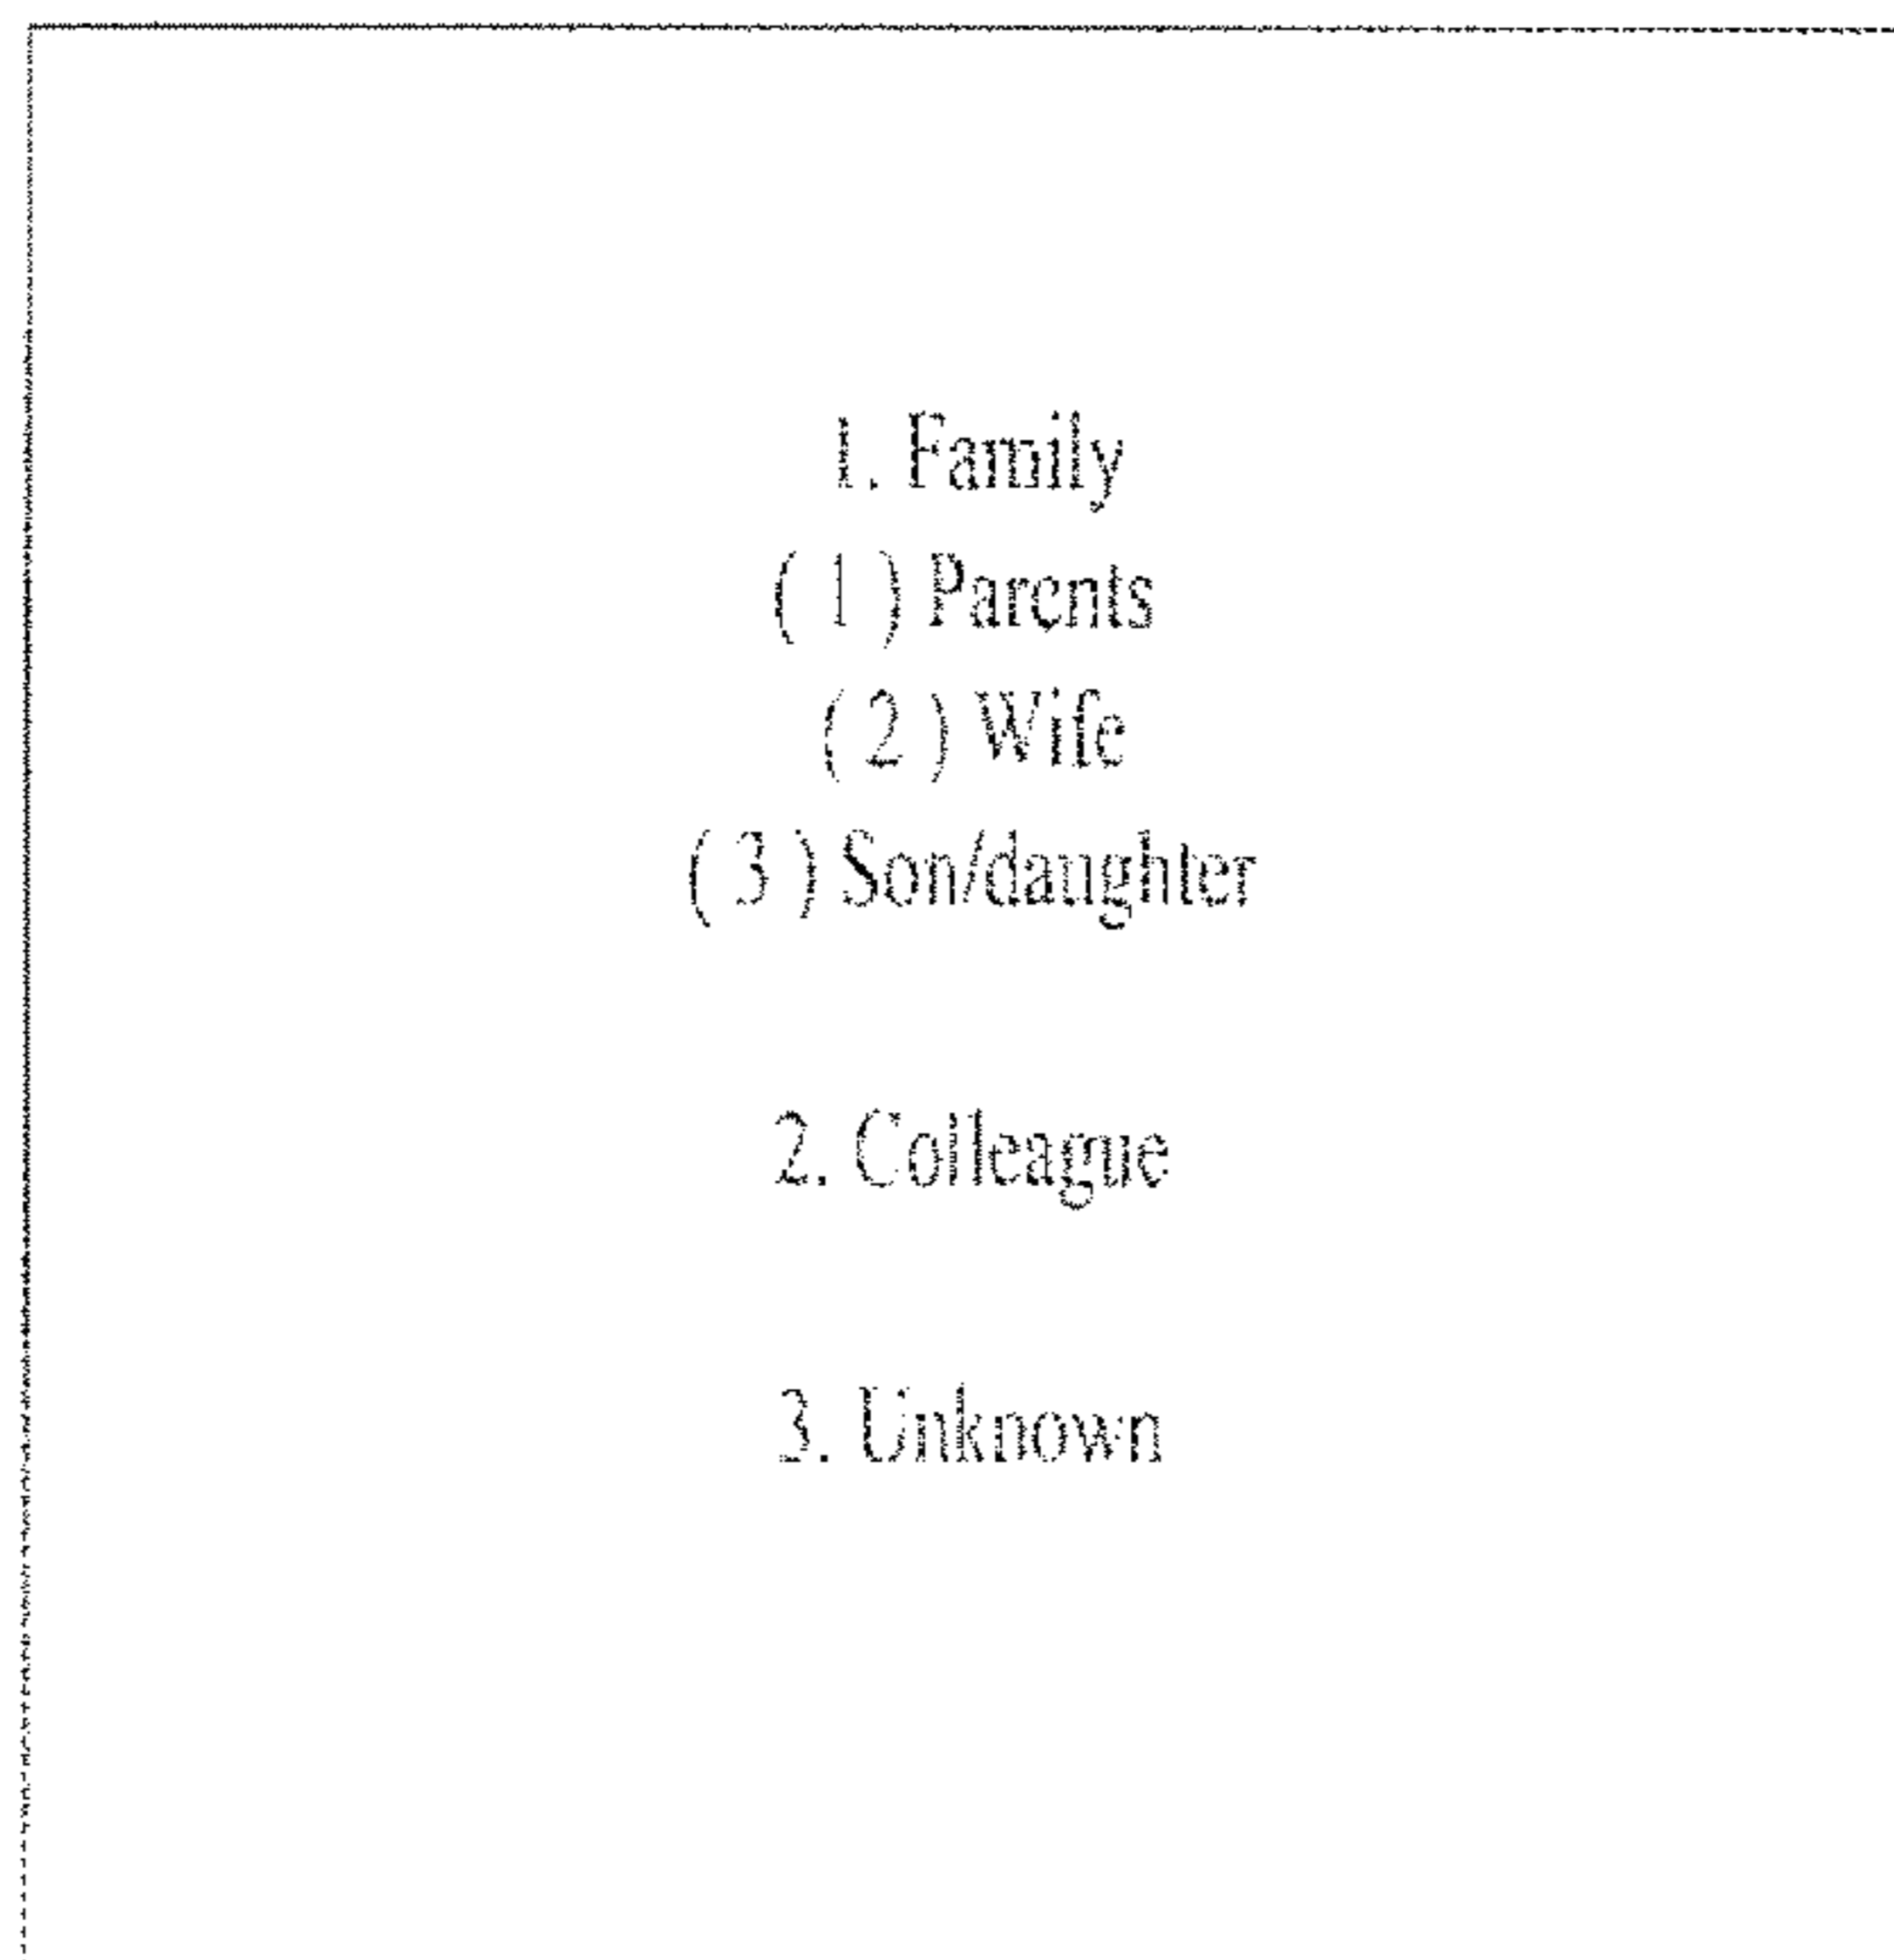 1. Family
( 1 ) Parents
( 2 ) Wife
( 3 ) Son/daughter
2. Colleague
3. Unknown